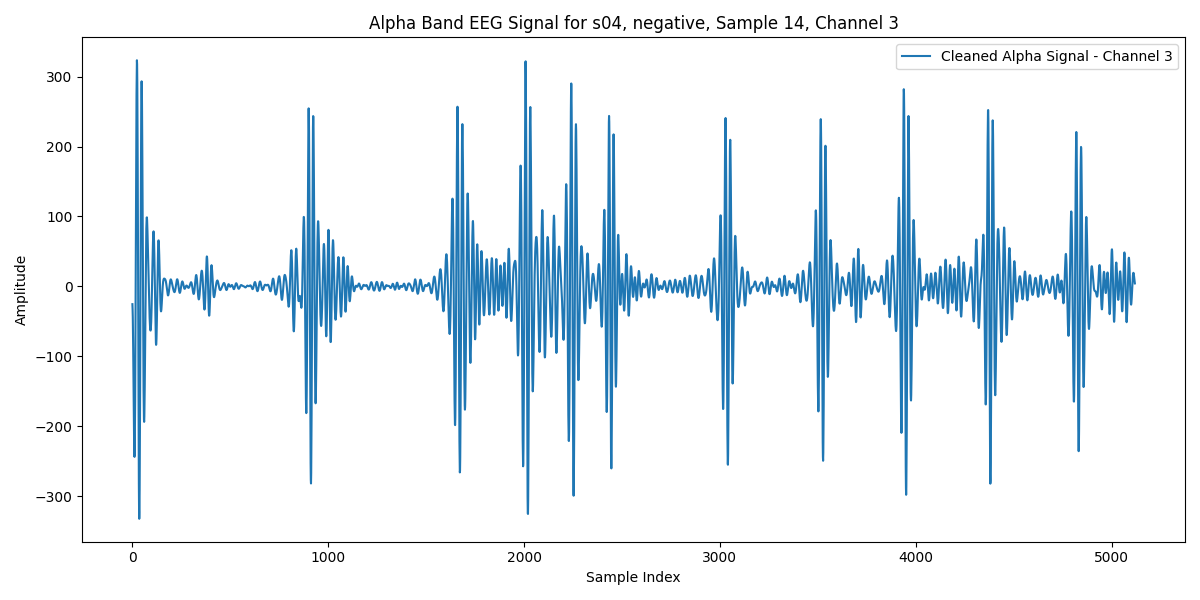 Alpha Band EEG Signal for s04, negative, Sample 14, Channel 3
Cleaned Alpha Signal - Channel 3
300
200
100
0
−100
−200
−300
Amplitude
0 1000 2000 3000 4000 5000
Sample Index